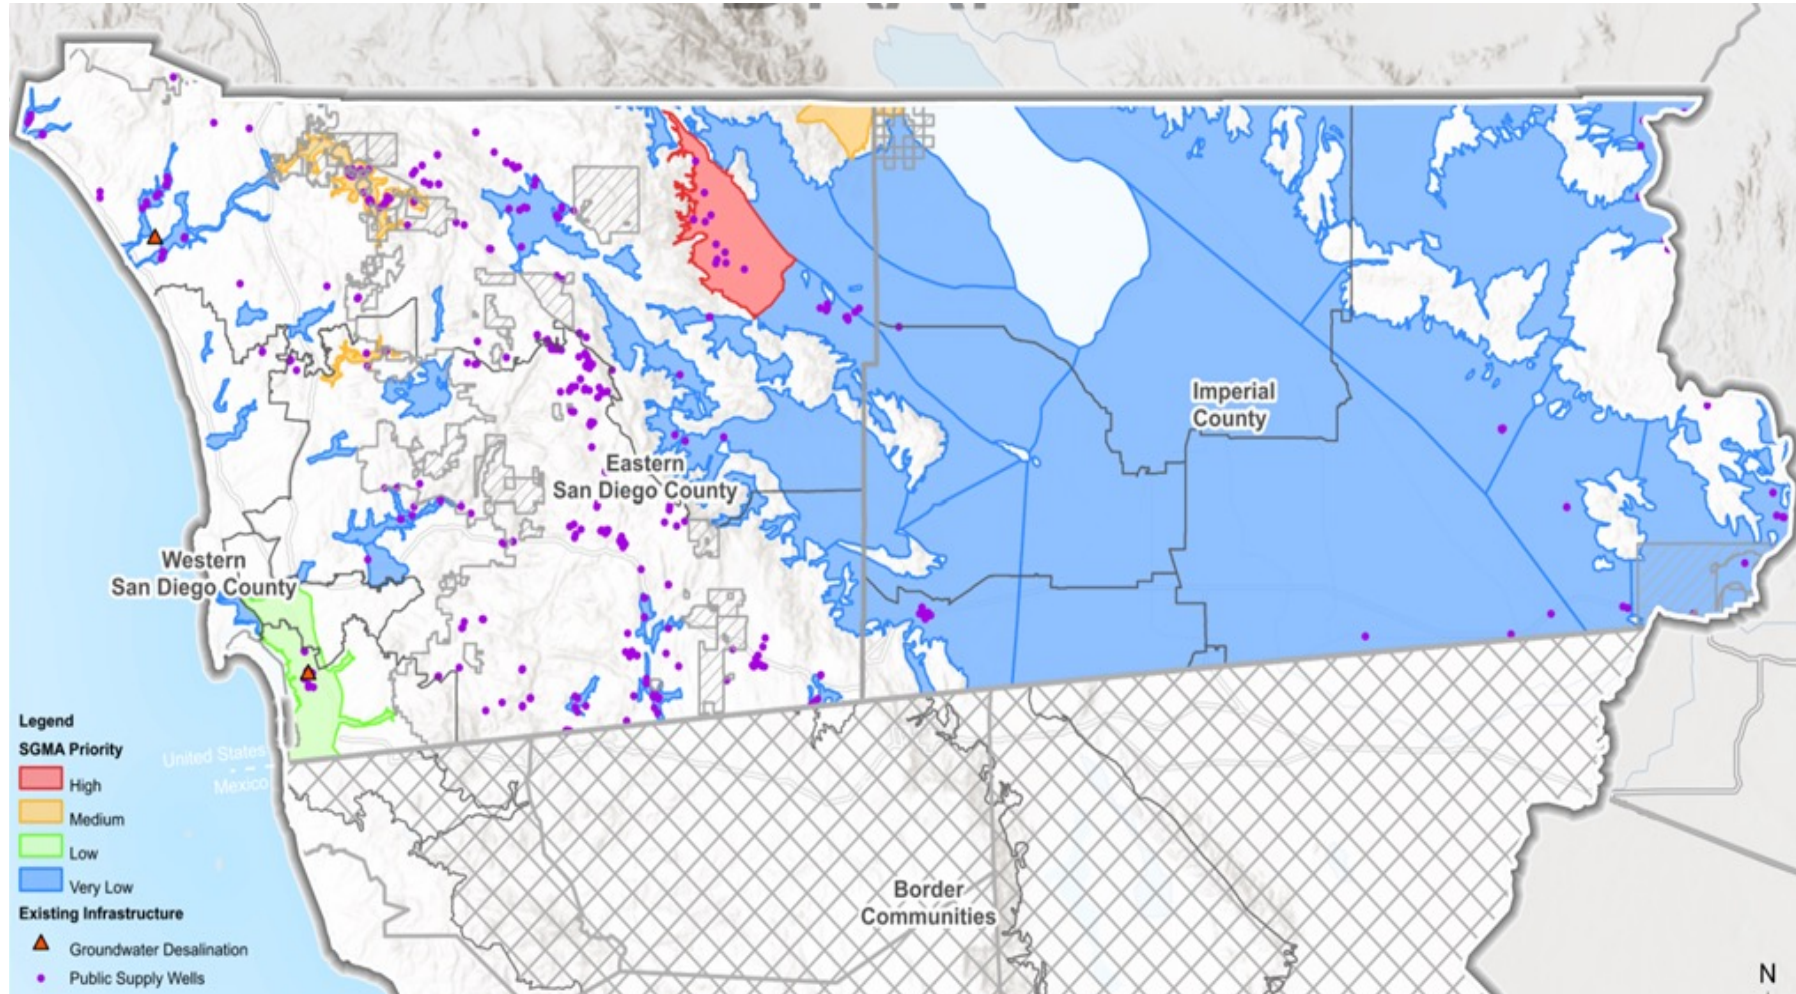 Imperial
County
Eastern
San Diego County
Western
San Diego County
Legend
SGMA Priority
High
Medium
Low
Very Low
Existing Infrastructure
Groundwater Desalination
Public Supply Wells
United States
Mexico
Border
Communities
N